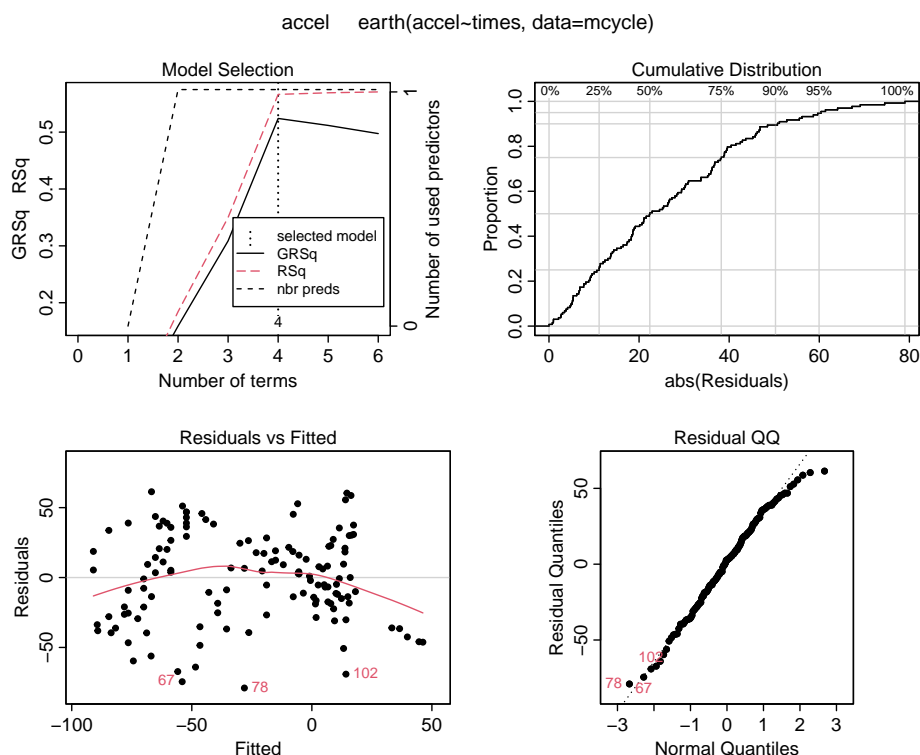 accel earth(accel~times, data=mcycle)
Model Selection
GRSq RSq
0.2 0.3 0.4 0.5
selected model
GRSq
RSq
nbr preds
4
0 1
Number of used predictors
0 1 2 3 4 5 6
Number of terms
Cumulative Distribution
0% 25% 50% 75% 90% 95% 100%
Proportion
0.0 0.2 0.4 0.6 0.8 1.0
0 20 40 60 80
abs(Residuals)
Residuals vs Fitted
Residuals
−50 0 50
67
78
102
−100 −50 0 50
Fitted
Residual QQ
Residual Quantiles
−50 0 50
102
78
67
−3 −2 −1 0 1 2 3
Normal Quantiles